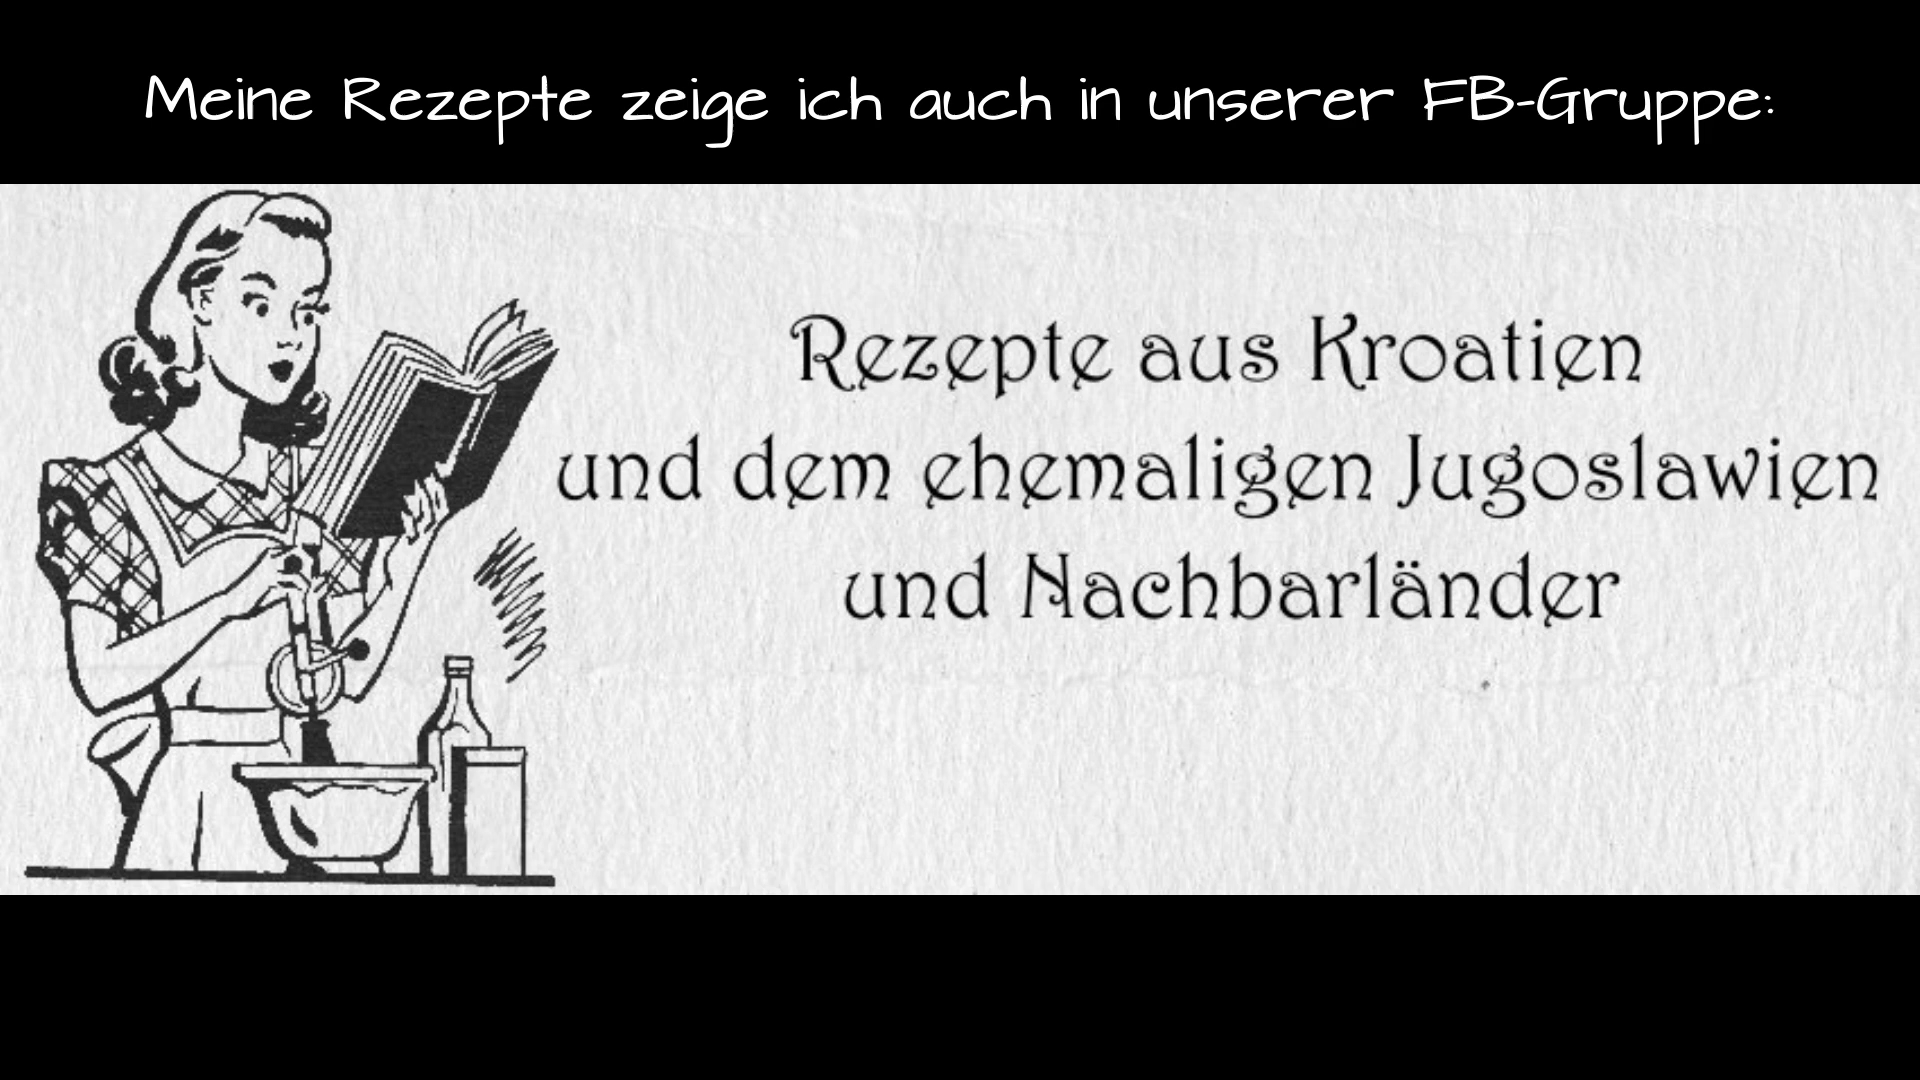 Meine Rezepte zeige ich auch in unserer FB-Gruppe:
Rezepte aus Kroatien
und dem ehemaligen Jugoslawien
und Nachbarländer